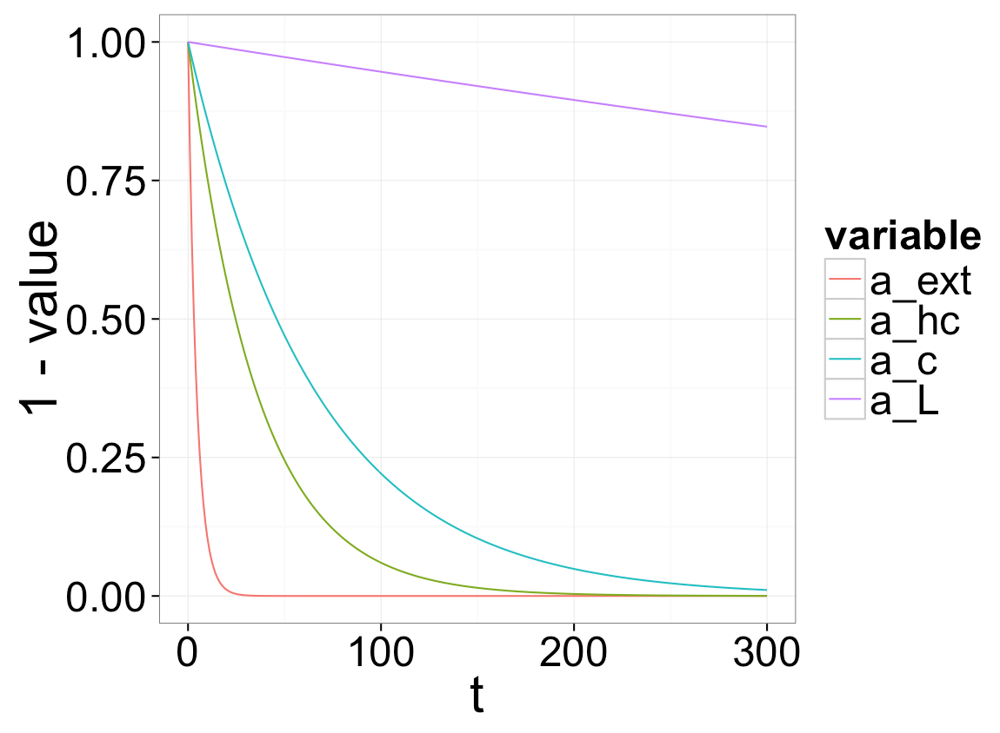 1.00
0.75
0.50
0.25
0.00
1 - value
0
100
200
300
t
variable
a_ext
a_hc
a_c
a_L